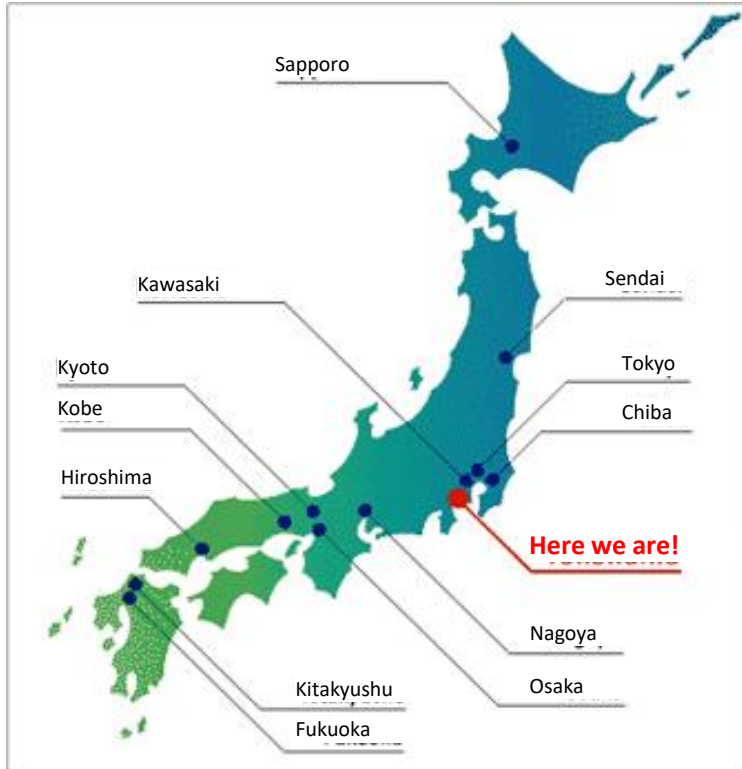 Sapporo
Kawasaki
Sendai
Kyoto
Tokyo
Kobe
Chiba
Hiroshima
Here we are!
Nagoya
Kitakyushu
Osaka
Fukuoka